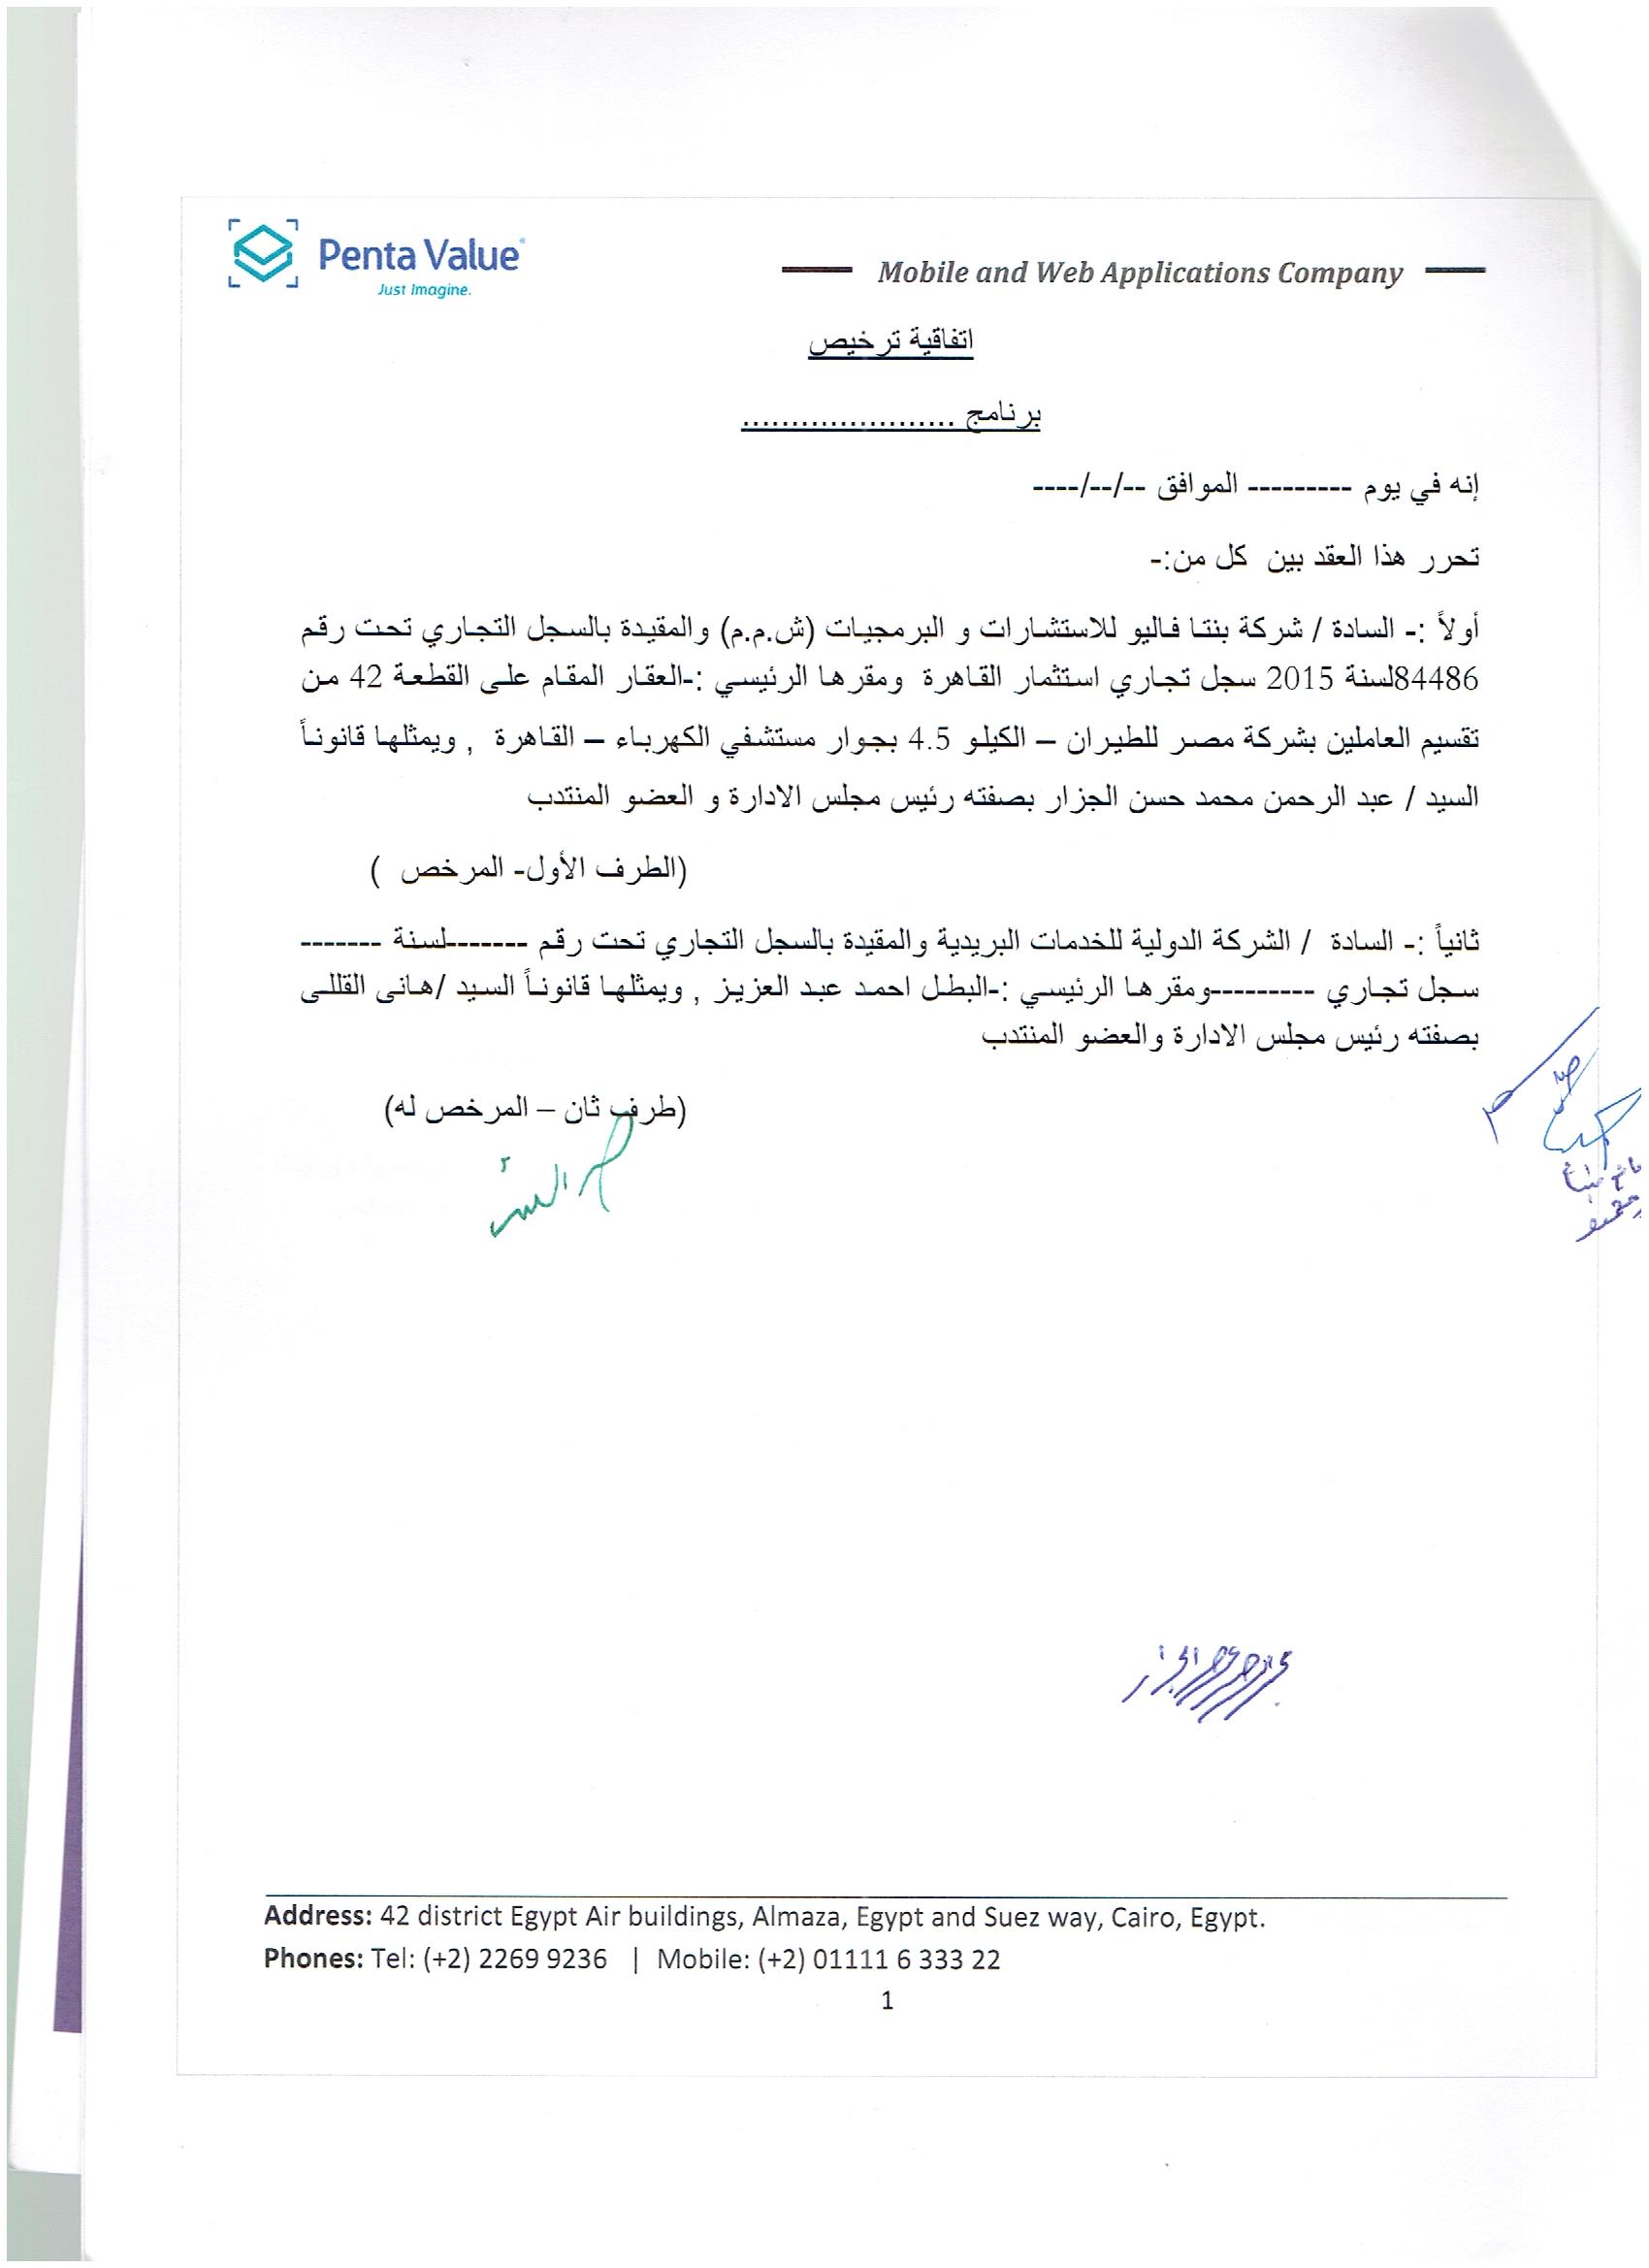 Penta Value
Just Imagine.
Mobile and Web Applications Company
اتفاقية ترخيص
برنامج ......................
إنه في يوم --------- الموافق --/--/----
تحرر هذا العقد بين كل من:-
أولاً :- السادة / شركة بنتا فاليو للاستشارات و البرمجيات (ش.م.م) والمقيدة بالسجل التجاري تحت رقم
84486لسنة 2015 سجل تجاري استثمار القاهرة ومقرها الرئيسي :-العقار المقام على القطعة 42 من
تقسيم العاملين بشركة مصر للطيران – الكيلو 4.5 بجوار مستشفي الكهرباء – القاهرة , ويمثلها قانوناً
السيد / عبد الرحمن محمد حسن الجزار بصفته رئيس مجلس الادارة و العضو المنتدب
(الطرف الأول- المرخص )
ثانياً :- السادة / الشركة الدولية للخدمات البريدية والمقيدة بالسجل التجاري تحت رقم -------لسنة -------
سجل تجاري ---------ومقرها الرئيسي :-البطل احمد عبد العزيز , ويمثلها قانوناً السيد /هانى القللى
بصفته رئيس مجلس الادارة والعضو المنتدب
(طرف ثان – المرخص له)
Address: 42 district Egypt Air buildings, Almaza, Egypt and Suez way, Cairo, Egypt.
Phones: Tel: (+2) 2269 9236 | Mobile: (+2) 01111 6 333 22
1